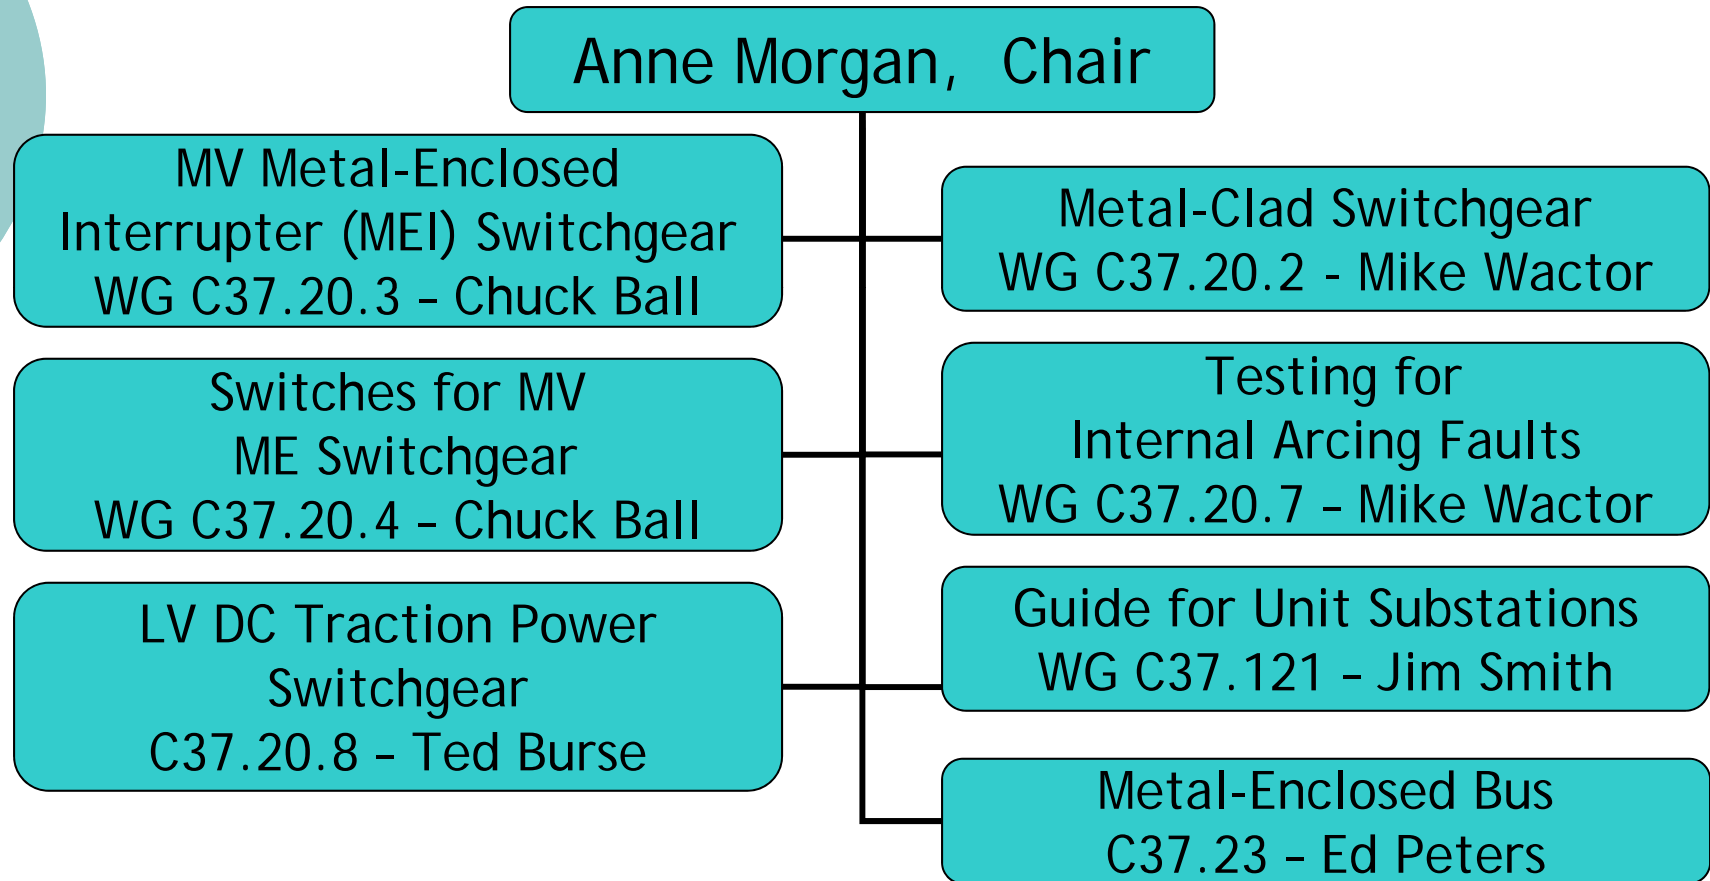 Anne Morgan, Chair
MV Metal-Enclosed
Interrupter (MEI) Switchgear
WG C37.20.3 – Chuck Ball
Metal-Clad Switchgear
WG C37.20.2 - Mike Wactor
Switches for MV
ME Switchgear
WG C37.20.4 – Chuck Ball
Testing for
Internal Arcing Faults
WG C37.20.7 – Mike Wactor
LV DC Traction Power
Switchgear
C37.20.8 – Ted Burse
Guide for Unit Substations
WG C37.121 – Jim Smith
Metal-Enclosed Bus
C37.23 – Ed Peters